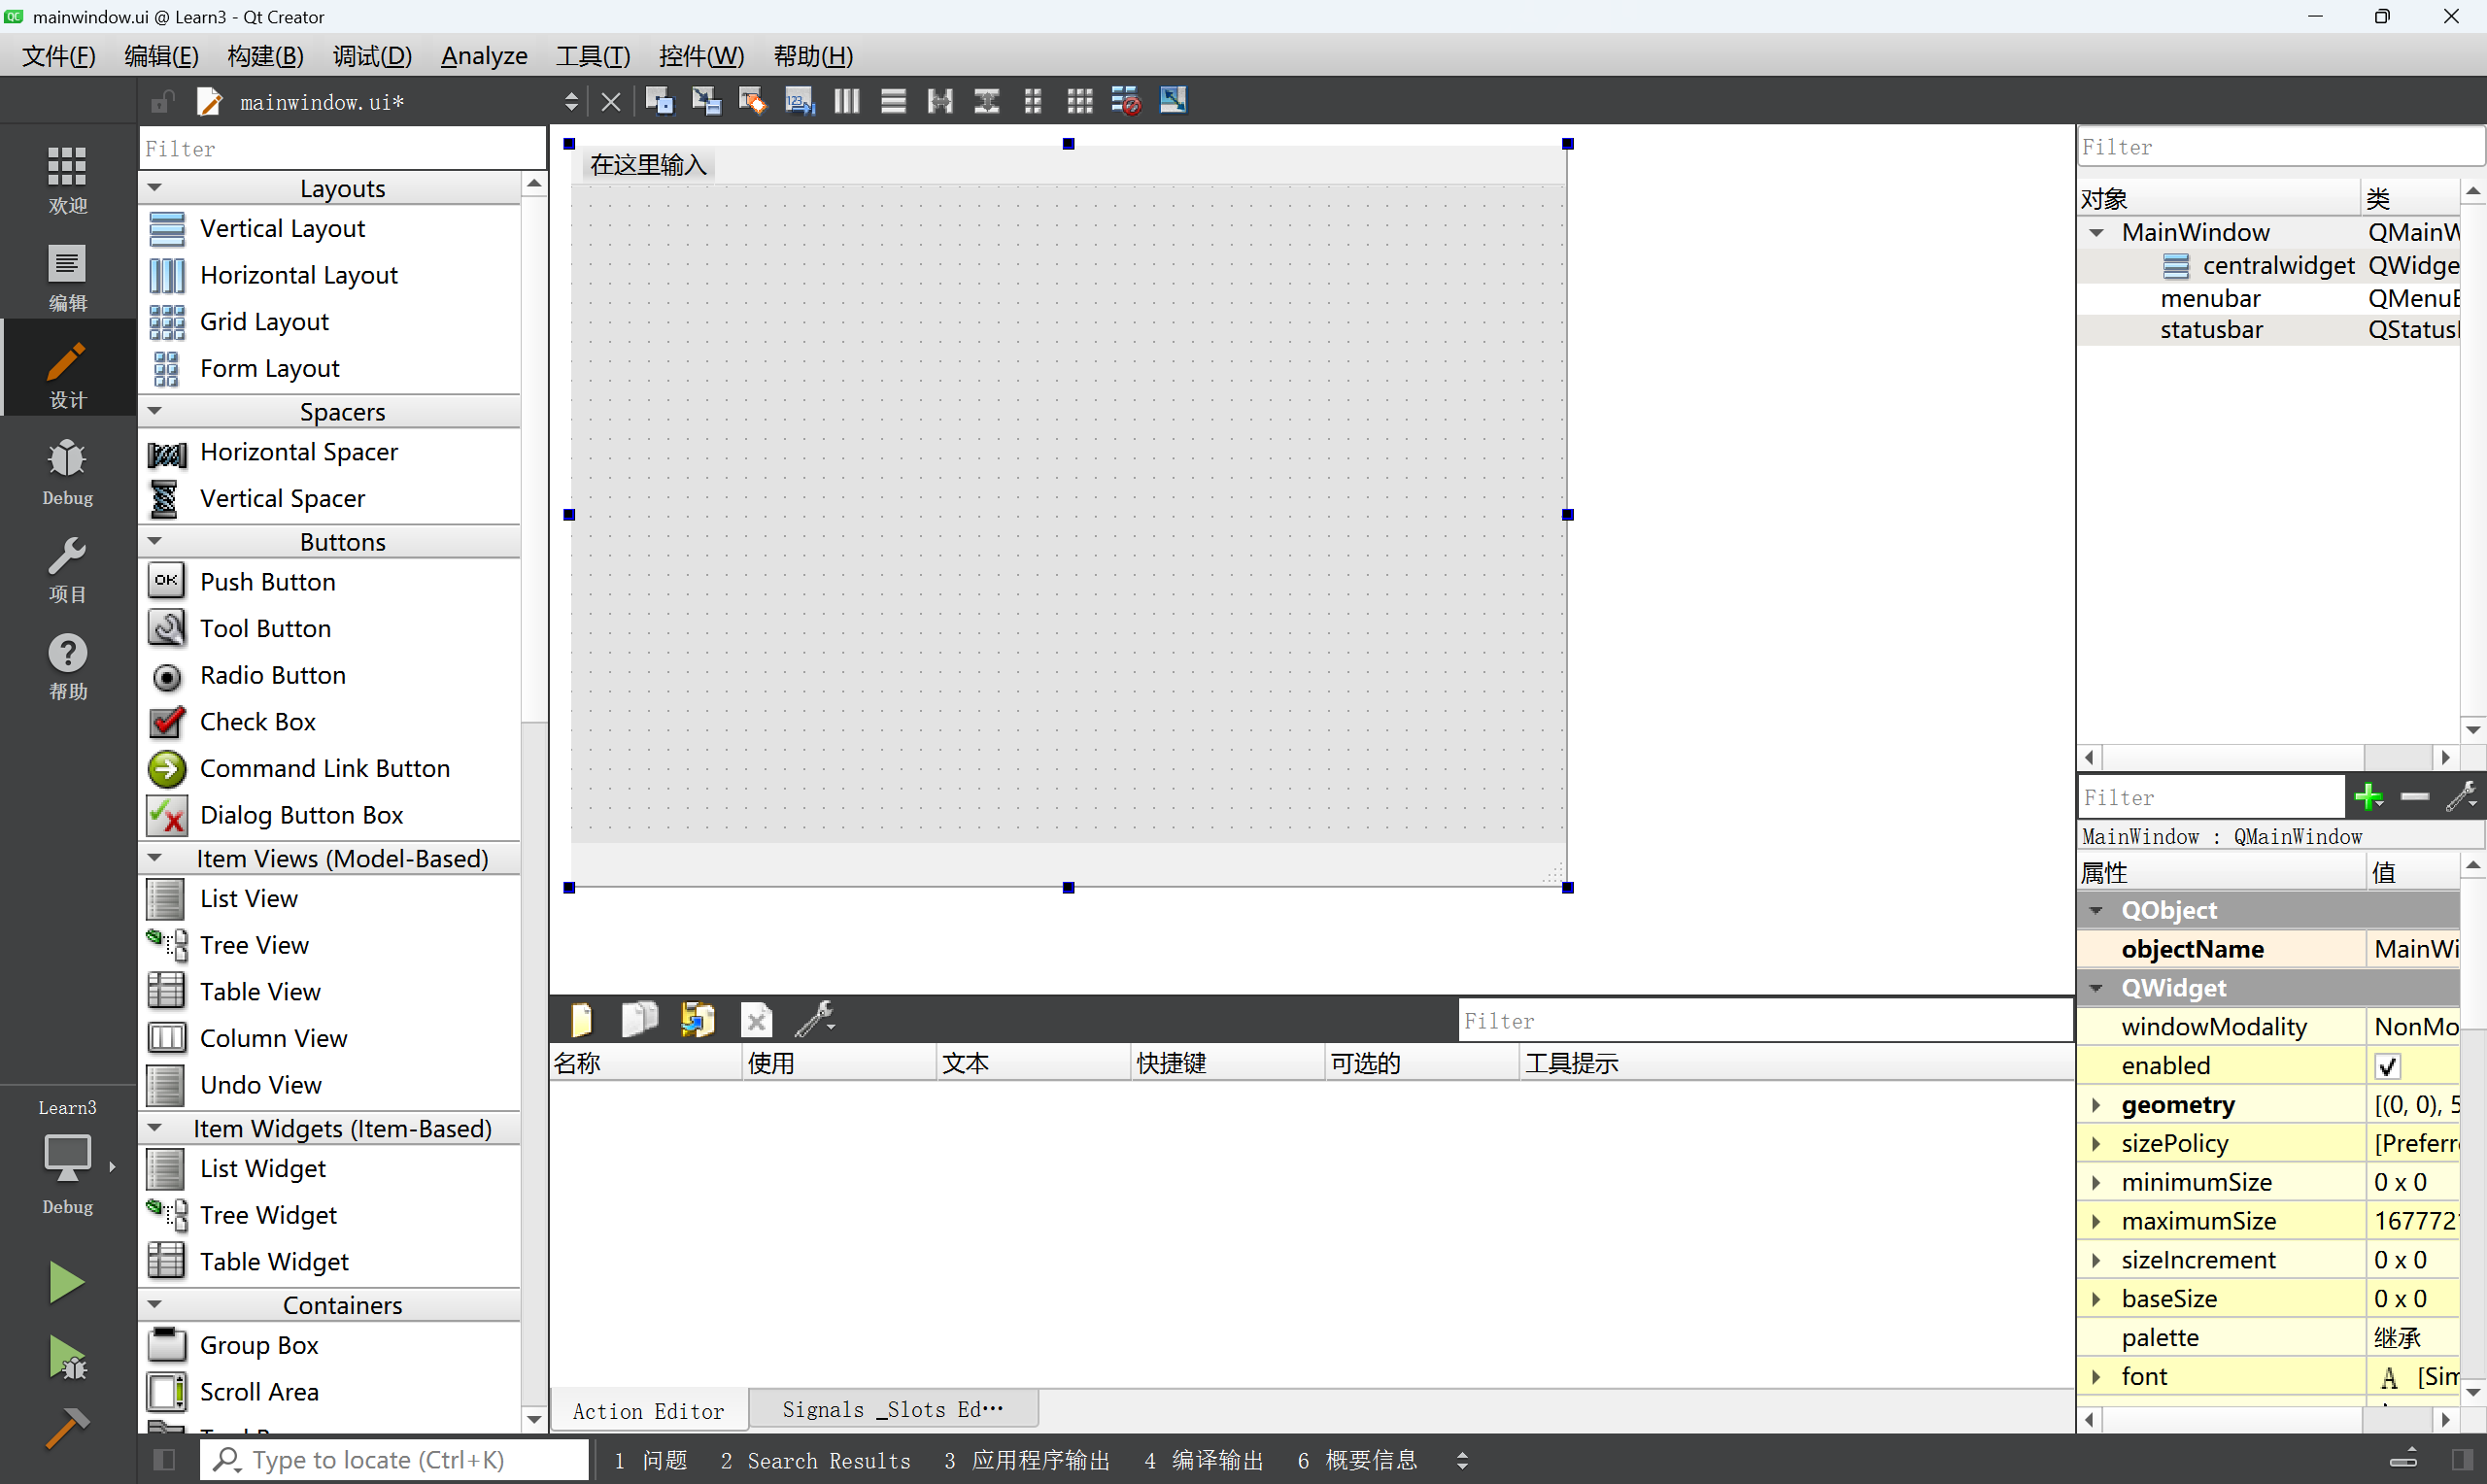 mainwindow.ui @ Learn3 - Qt Creator
文件(F) 编辑(E) 构建(B) 调试(D) Analyze 工具(T) 控件(W) 帮助(H)
mainwindow.ui*
欢迎
编辑
设计
Debug
项目
帮助
Learn3
Debug
Filter
Layouts
Vertical Layout
Horizontal Layout
Grid Layout
Form Layout
Spacers
Horizontal Spacer
Vertical Spacer
Buttons
OK Push Button
Tool Button
Radio Button
Check Box
Command Link Button
Dialog Button Box
Item Views (Model-Based)
List View
Tree View
Table View
Column View
Undo View
Item Widgets (Item-Based)
List Widget
Tree Widget
Table Widget
Containers
Group Box
Scroll Area
在这里输入
Filter
名称 使用 文本 快捷键 可选的 工具提示
Action Editor Signals _Slots Ed···
Filter
对象 类
MainWindow QMainW
centralwidget QWidge
menubar QMenuB
statusbar QStatus
Filter
MainWindow : QMainWindow
属性 值
QObject
objectName MainWi
QWidget
windowModality NonMo
enabled
geometry [(0, 0), 5
sizePolicy [Preferr
minimumSize 0 x 0
maximumSize 1677721
sizeIncrement 0 x 0
baseSize 0 x 0
palette 继承
font A [Sim
Type to locate (Ctrl+K) 1 问题 2 Search Results 3 应用程序输出 4 编译输出 6 概要信息